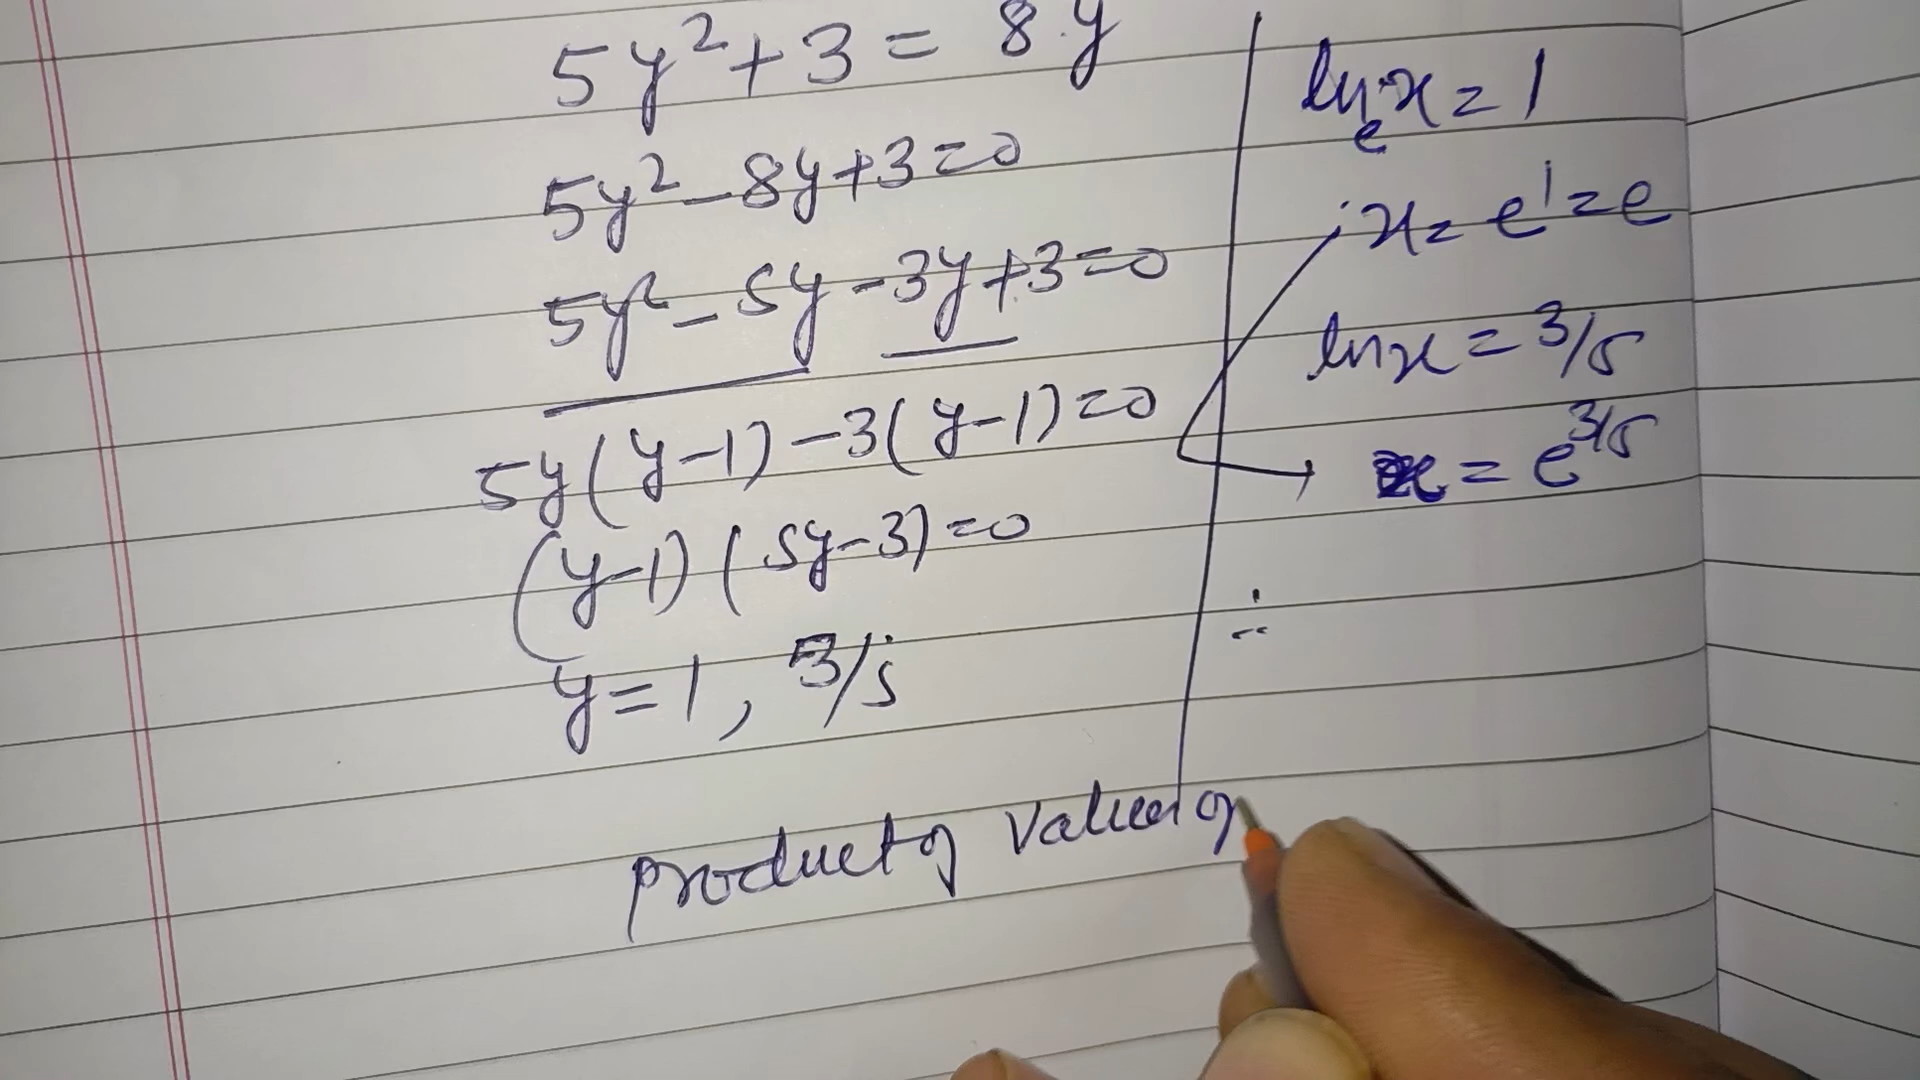 5y² + 3 = 8y
5y² - 8y + 3 = 0
5y² - 5y - 3y + 3 = 0
5y(y-1) - 3(y-1) = 0
(y-1)(5y-3) = 0
y = 1, 3/5
ln_e x = 1
x = e¹ = e
ln x = 3/5
x = e^3/5
∴
product of values of